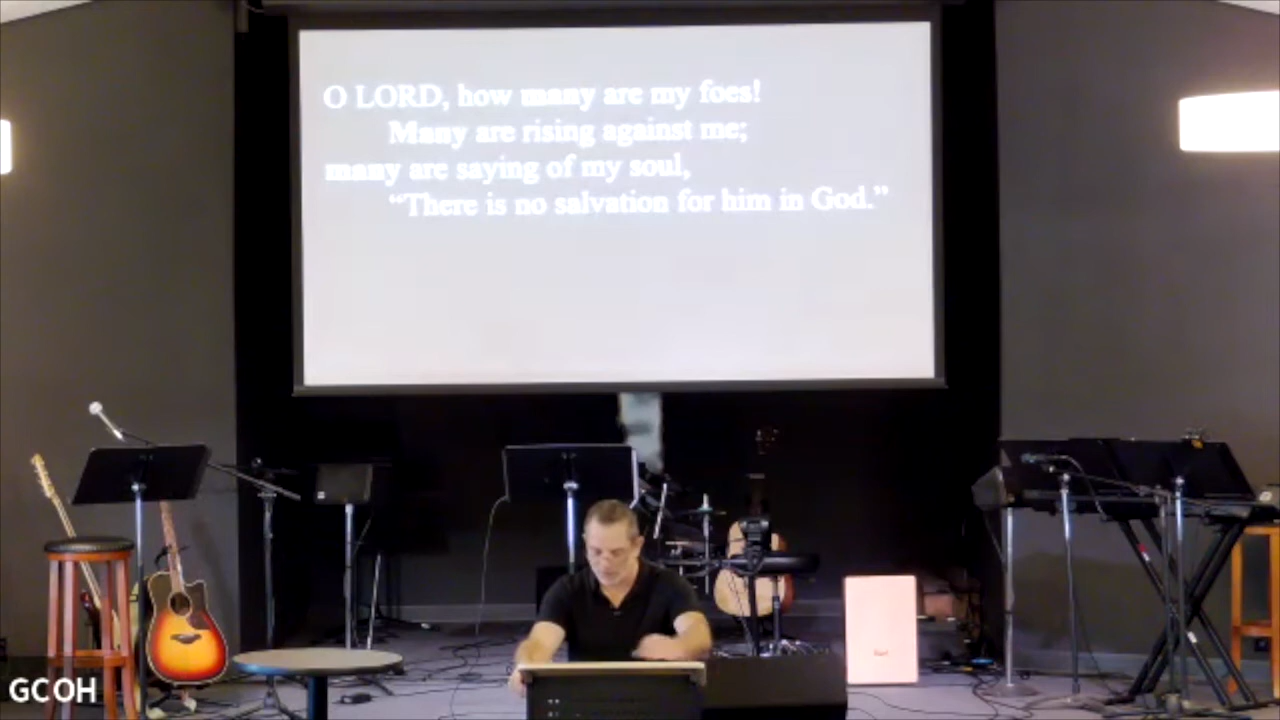 O LORD, how many are my foes!
Many are rising against me;
many are saying of my soul,
“There is no salvation for him in God.”
GCOH